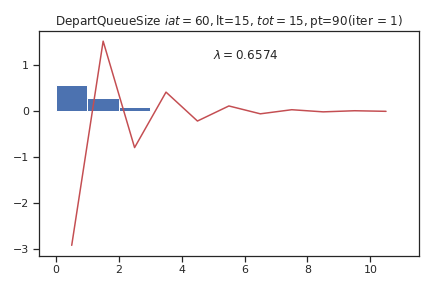 DepartQueueSize iat = 60, lt=15, tot = 15, pt=90(iter = 1)
λ = 0.6574
1
0
−1
−2
−3
0 2 4 6 8 10